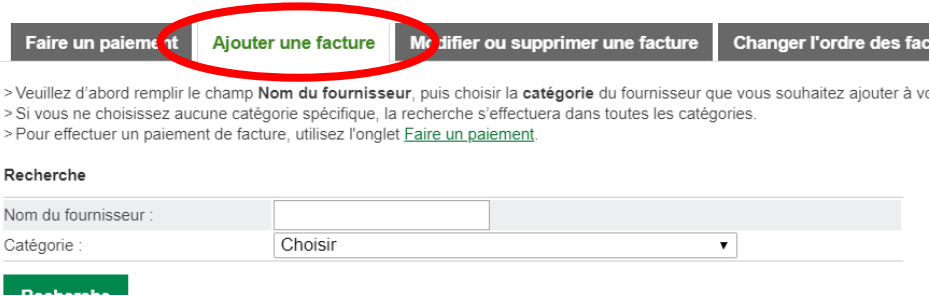 Faire un paiement Ajouter une facture Modifier ou supprimer une facture Changer l'ordre des
> Veuillez d'abord remplir le champ Nom du fournisseur, puis choisir la catégorie du fournisseur que vous souhaitez ajouter à
> Si vous ne choisissez aucune catégorie spécifique, la recherche s'effectuera dans toutes les catégories.
> Pour effectuer un paiement de facture, utilisez l'onglet Faire un paiement.
Recherche
Nom du fournisseur :
Catégorie : Choisir
Recherche